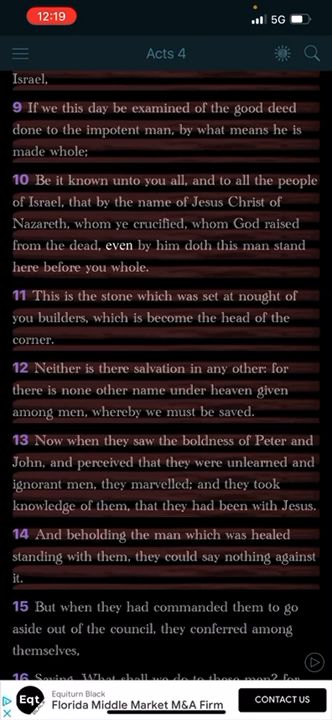 12:19
5G
Acts 4
Israel,
9 If we this day be examined of the good deed
done to the impotent man, by what means he is
made whole;
10 Be it known unto you all, and to all the people
of Israel, that by the name of Jesus Christ of
Nazareth, whom ye crucified, whom God raised
from the dead, even by him doth this man stand
here before you whole.
11 This is the stone which was set at nought of
you builders, which is become the head of the
corner.
12 Neither is there salvation in any other: for
there is none other name under heaven given
among men, whereby we must be saved.
13 Now when they saw the boldness of Peter and
John, and perceived that they were unlearned and
ignorant men, they marvelled; and they took
knowledge of them, that they had been with Jesus.
14 And beholding the man which was healed
standing with them, they could say nothing against
it.
15 But when they had commanded them to go
aside out of the council, they conferred among
themselves,
16 Saying, What shall we do to these men? for
Eqt
Equiturn Black
Florida Middle Market M&A Firm
CONTACT US